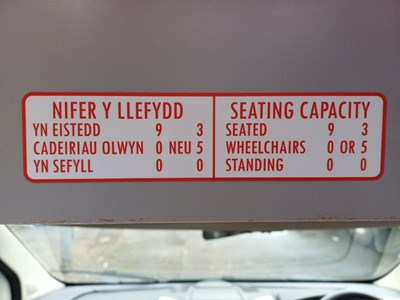 NIFER Y LLEFYDD
YN EISTEDD 9 3
CADEIRIAU OLWYN 0 NEU 5
YN SEFYLL 0 0
SEATING CAPACITY
SEATED 9 3
WHEELCHAIRS 0 OR 5
STANDING 0 0